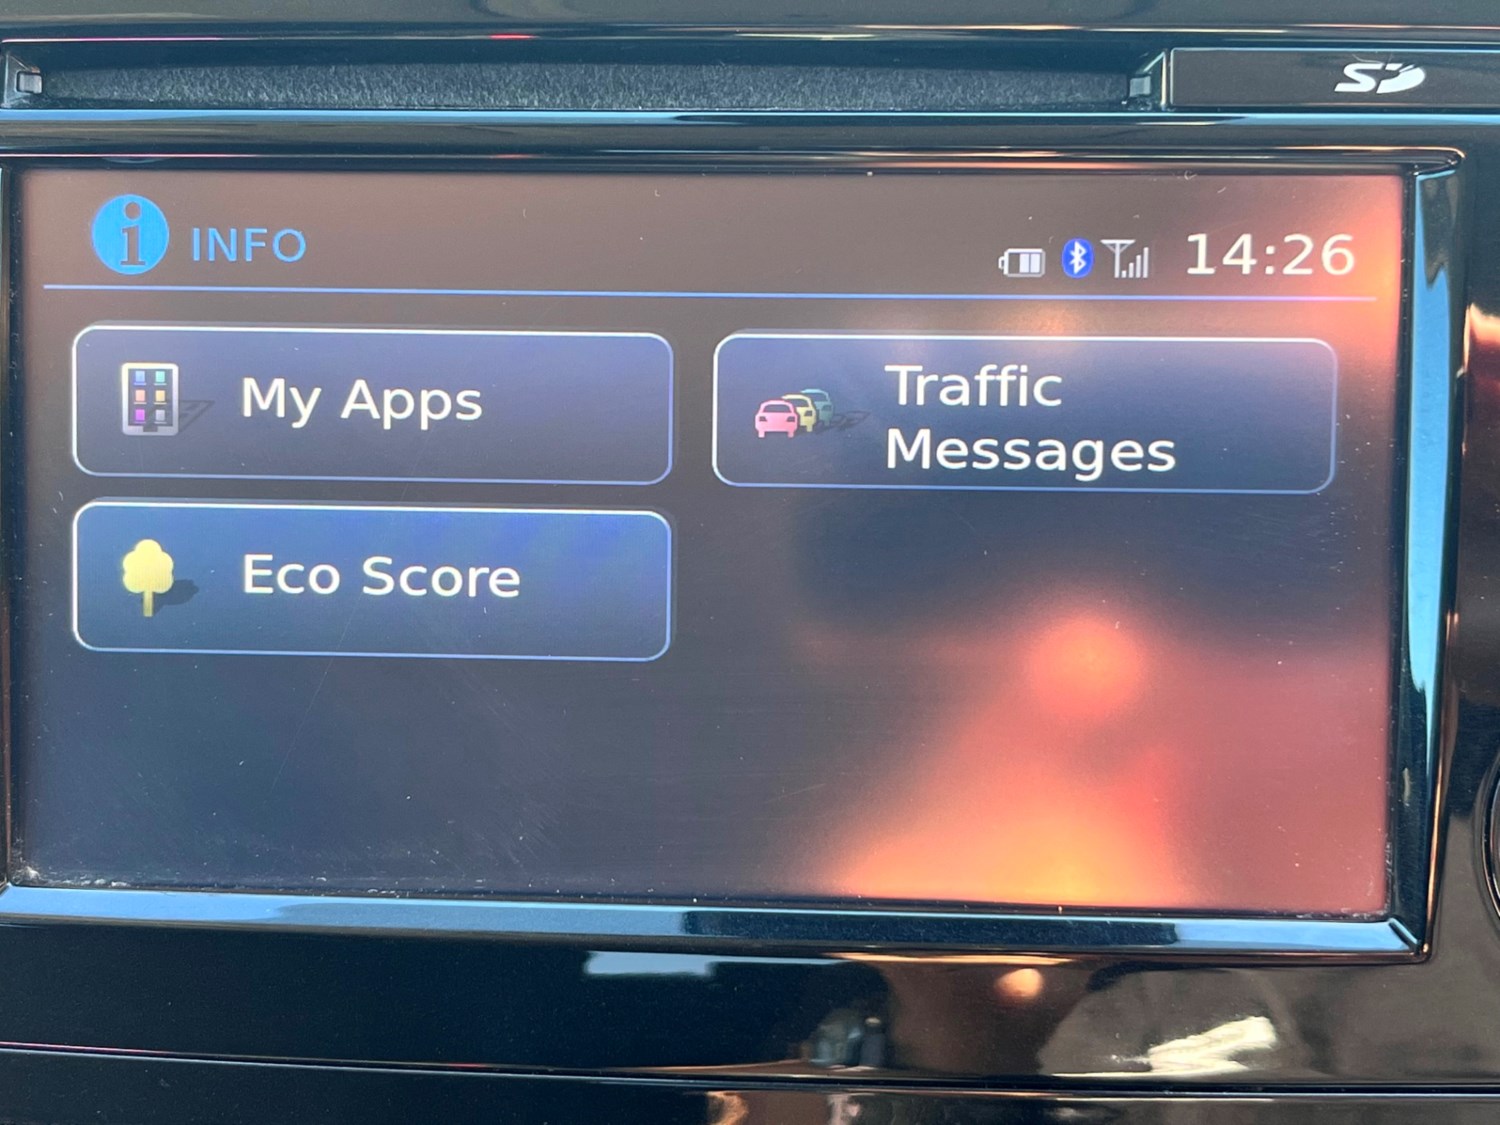 SD
INFO
14:26
My Apps
Traffic
Messages
Eco Score